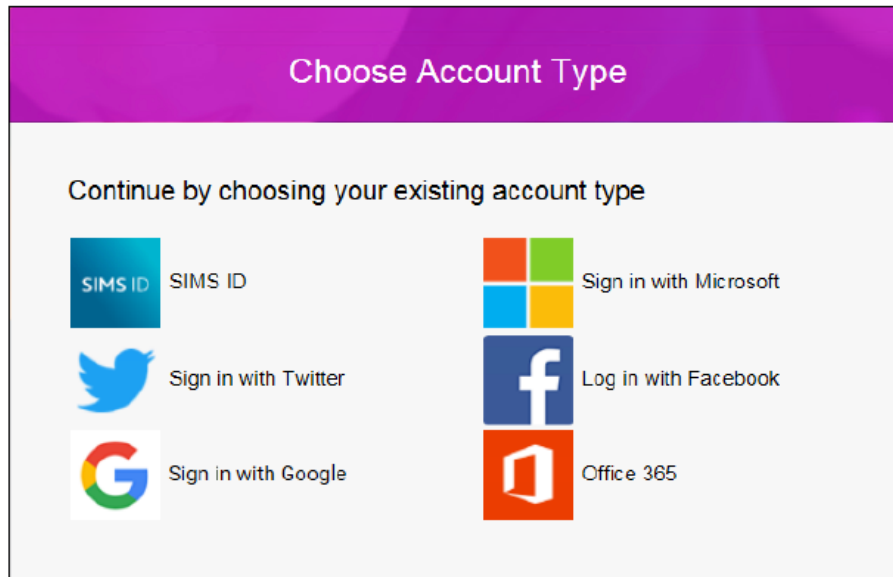 Choose Account Type
Continue by choosing your existing account type
SIMS ID SIMS ID
Sign in with Microsoft
Sign in with Twitter
Log in with Facebook
Sign in with Google
Office 365